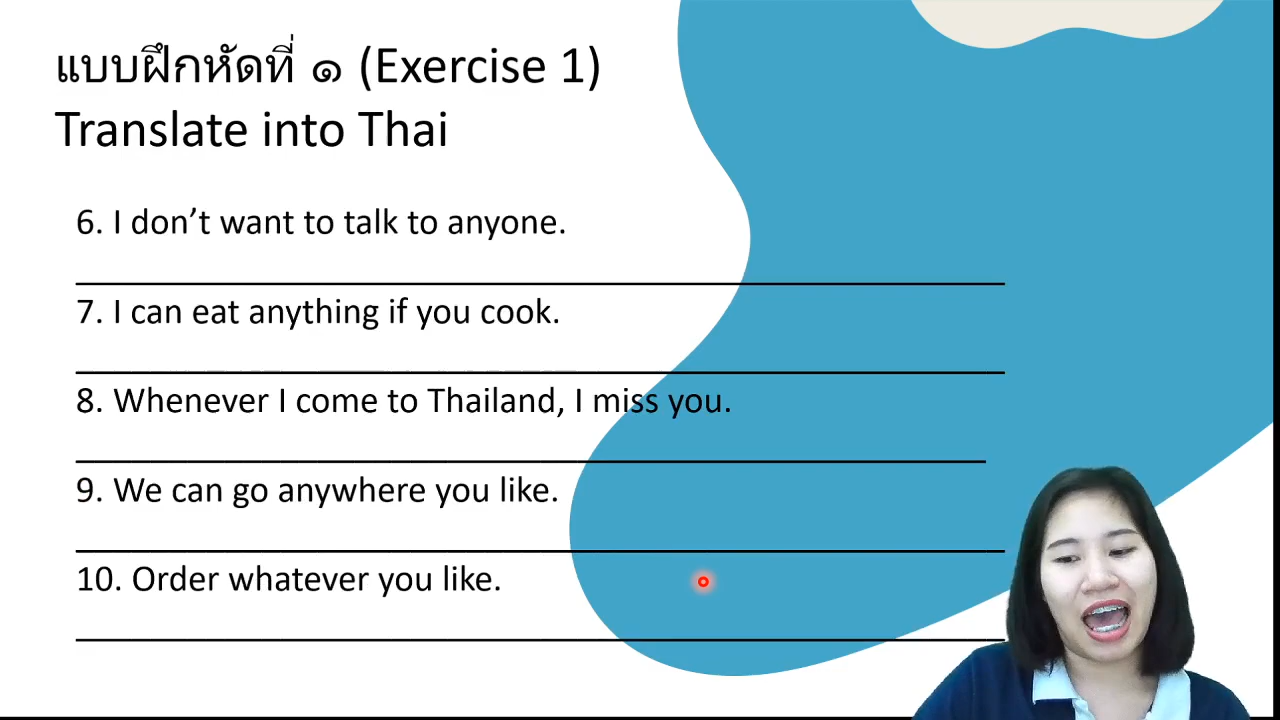 แบบฝึกหัดที่ ๑ (Exercise 1)
Translate into Thai
6. I don’t want to talk to anyone.
7. I can eat anything if you cook.
8. Whenever I come to Thailand, I miss you.
9. We can go anywhere you like.
10. Order whatever you like.